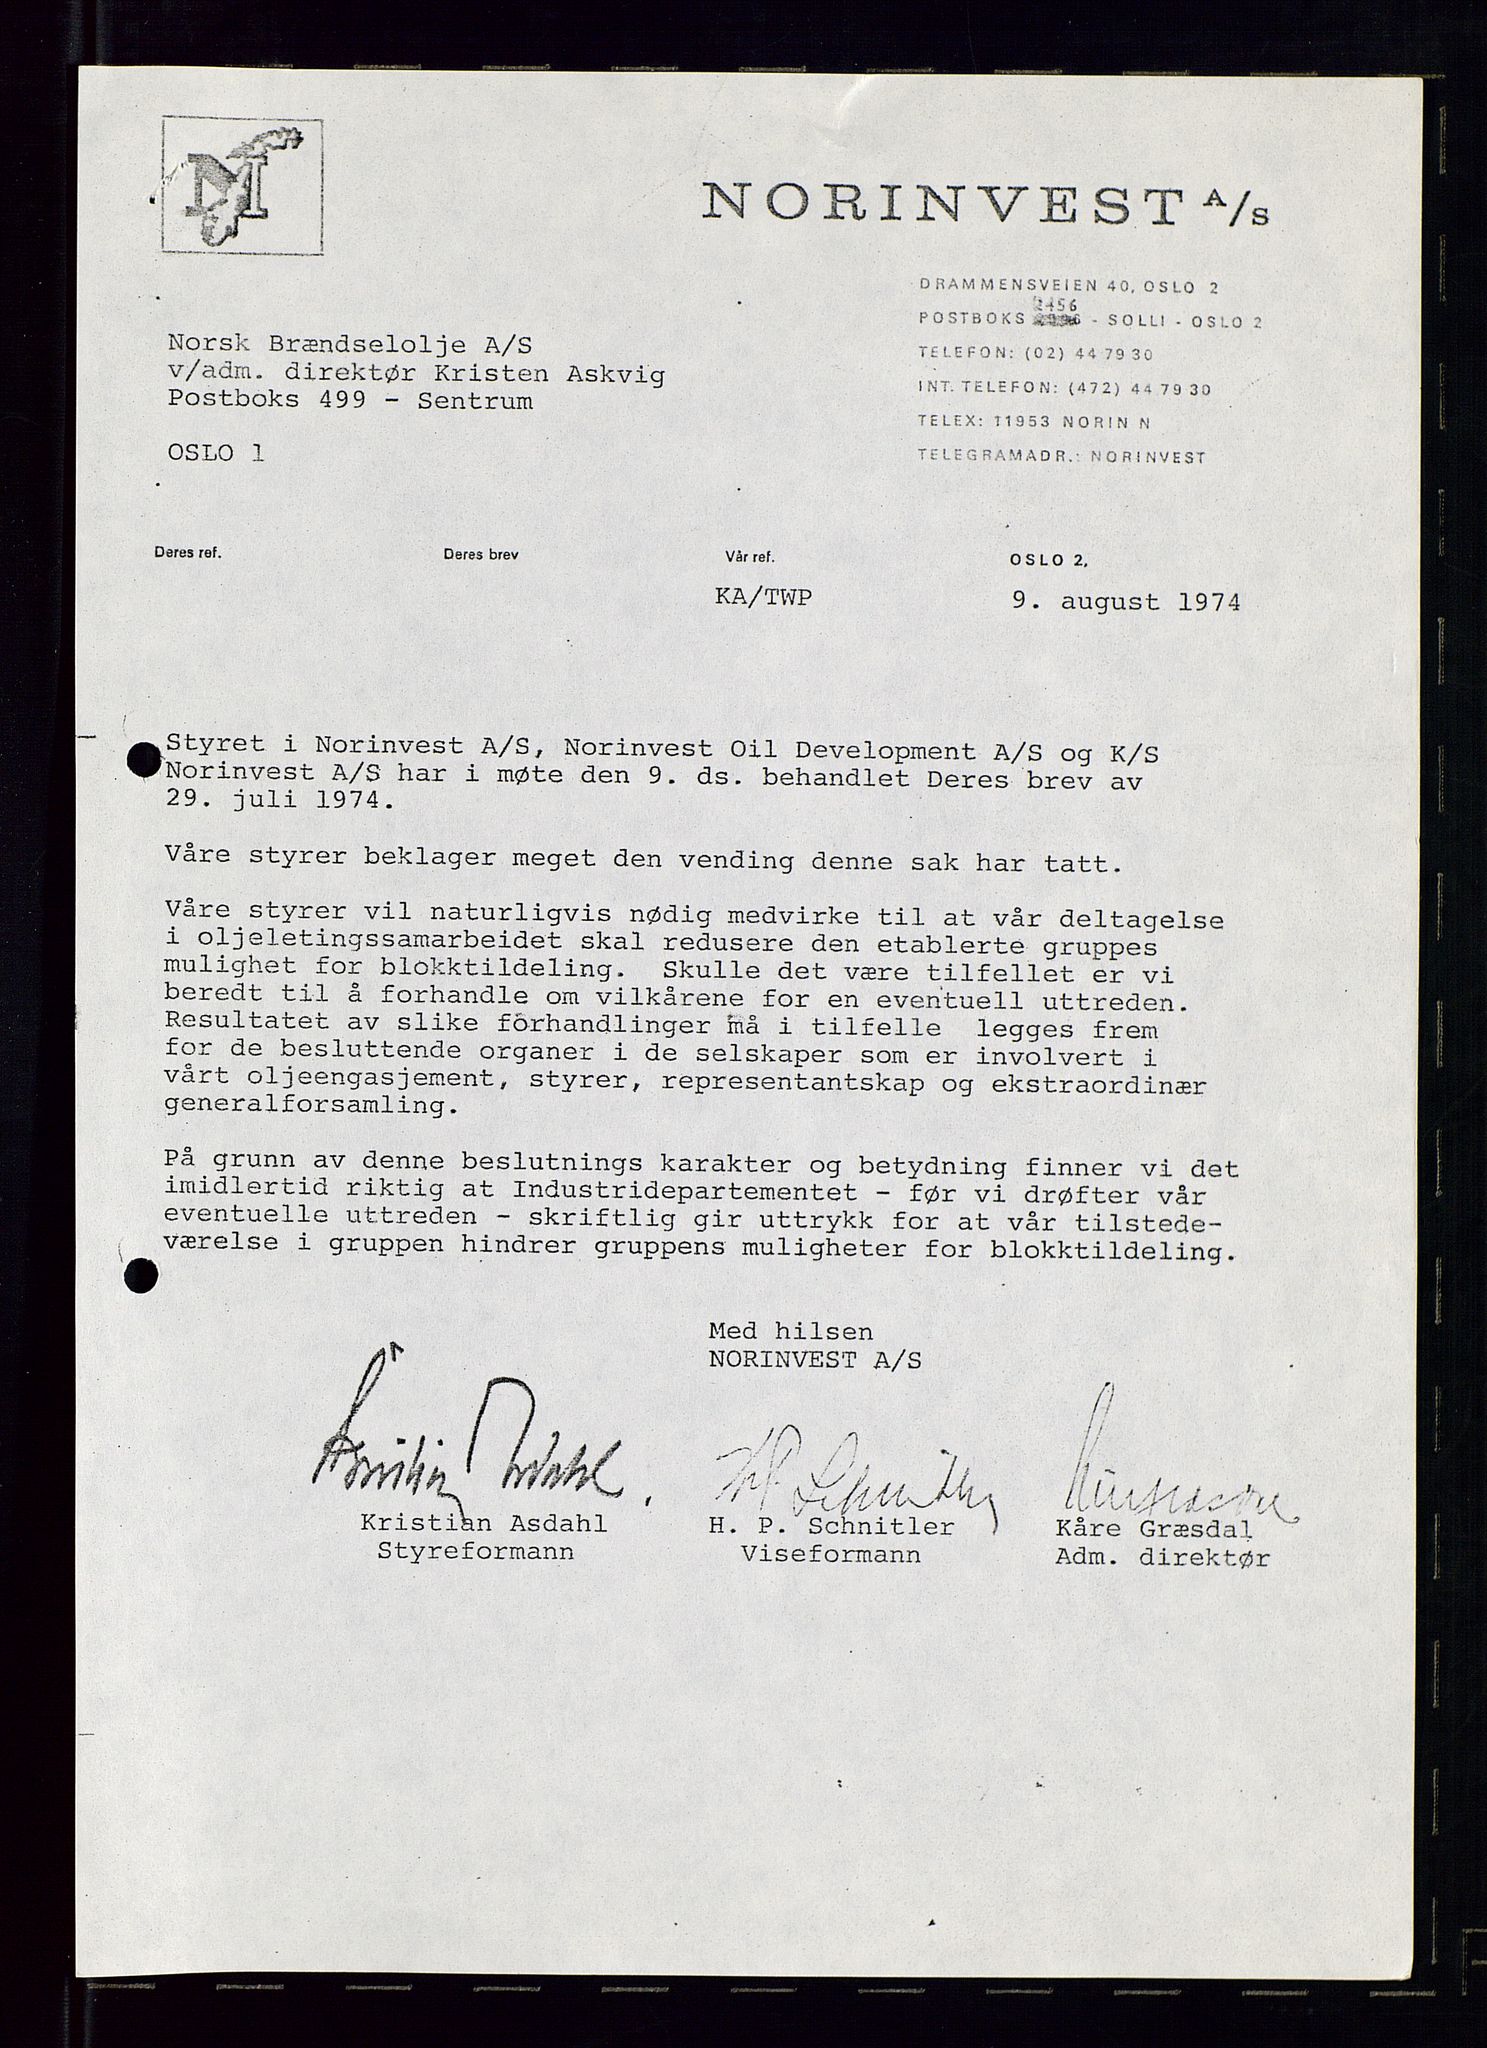 NI
NORINVEST A/S
DRAMMENSVEIEN 40, OSLO 2
2456
POSTBOKS - SOLLI - OSLO 2
TELEFON: (02) 44 79 30
INT. TELEFON: (472) 44 79 30
TELEX: 11953 NORIN N
TELEGRAMADR.: NORINVEST
Norsk Brændselolje A/S
v/adm. direktør Kristen Askvig
Postboks 499 - Sentrum
OSLO 1
Deres ref. Deres brev Vår ref. OSLO 2,
KA/TWP 9. august 1974
Styret i Norinvest A/S, Norinvest Oil Development A/S og K/S
Norinvest A/S har i møte den 9. ds. behandlet Deres brev av
29. juli 1974.
Våre styrer beklager meget den vending denne sak har tatt.
Våre styrer vil naturligvis nødig medvirke til at vår deltagelse
i oljeletingssamarbeidet skal redusere den etablerte gruppes
mulighet for blokktildeling. Skulle det være tilfellet er vi
beredt til å forhandle om vilkårene for en eventuell uttreden.
Resultatet av slike forhandlinger må i tilfelle legges frem
for de besluttende organer i de selskaper som er involvert i
vårt oljeengasjement, styrer, representantskap og ekstraordinær
generalforsamling.
På grunn av denne beslutnings karakter og betydning finner vi det
imidlertid riktig at Industridepartementet - før vi drøfter vår
eventuelle uttreden - skriftlig gir uttrykk for at vår tilstede-
værelse i gruppen hindrer gruppens muligheter for blokktildeling.
Med hilsen
NORINVEST A/S
Kristian Asdahl H. P. Schnitler Kåre Græsdal
Styreformann Viseformann Adm. direktør